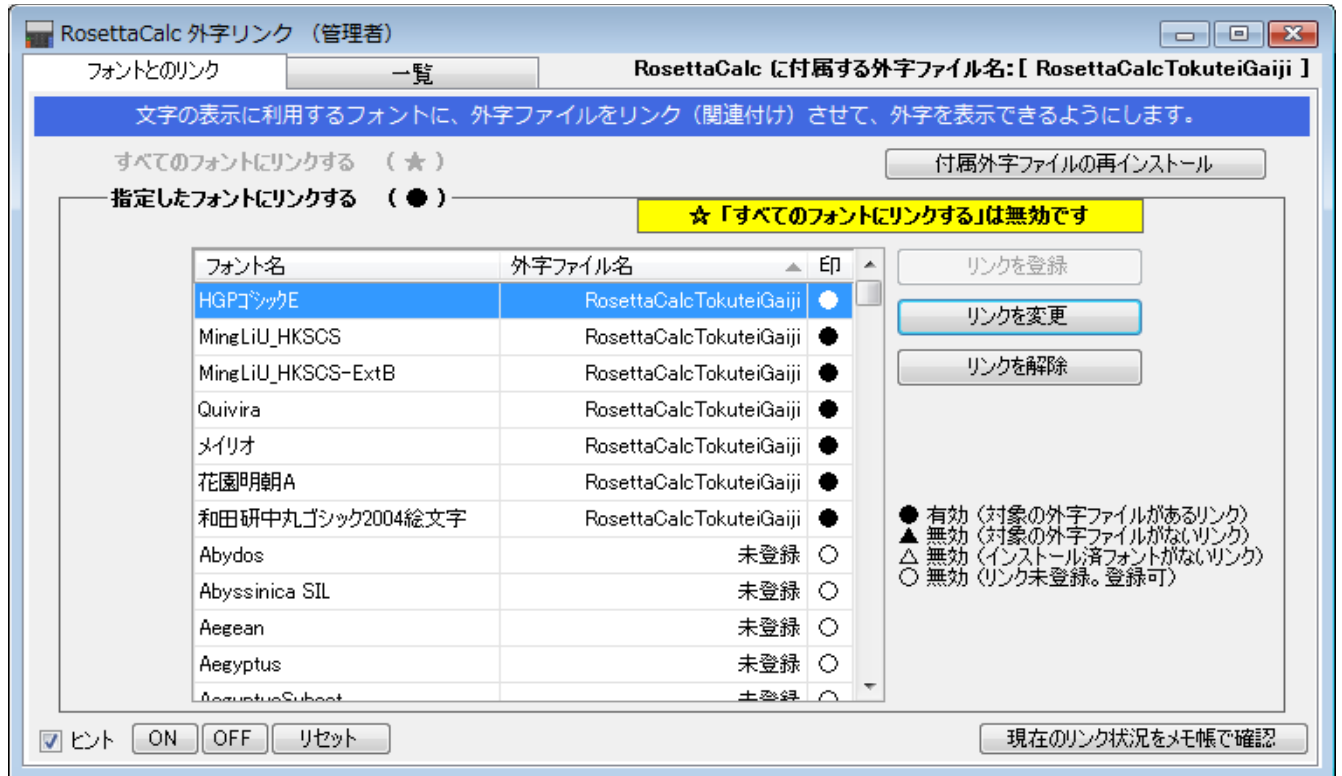 RosettaCalc 外字リンク （管理者）
フォントとのリンク 一覧 RosettaCalc に付属する外字ファイル名：[ RosettaCalcTokuteiGaiji ]
文字の表示に利用するフォントに、外字ファイルをリンク（関連付け）させて、外字を表示できるようにします。
すべてのフォントにリンクする （ ★ ） 付属外字ファイルの再インストール
指定したフォントにリンクする （ ● ）
☆「すべてのフォントにリンクする」は無効です
フォント名 外字ファイル名 印 リンクを登録
HGPｺﾞｼｯｸE RosettaCalcTokuteiGaiji ● リンクを変更
MingLiU_HKSCS RosettaCalcTokuteiGaiji ●
MingLiU_HKSCS-ExtB RosettaCalcTokuteiGaiji ● リンクを解除
Quivira RosettaCalcTokuteiGaiji ●
メイリオ RosettaCalcTokuteiGaiji ●
花園明朝A RosettaCalcTokuteiGaiji ●
和田研中丸ゴシック2004絵文字 RosettaCalcTokuteiGaiji ●
Abydos 未登録 ○
Abyssinica SIL 未登録 ○
Aegean 未登録 ○
Aegyptus 未登録 ○
● 有効（対象の外字ファイルがあるリンク）
▲ 無効（対象の外字ファイルがないリンク）
△ 無効（インストール済フォントがないリンク）
○ 無効（リンク未登録。登録可）
ヒント ON OFF リセット 現在のリンク状況をメモ帳で確認